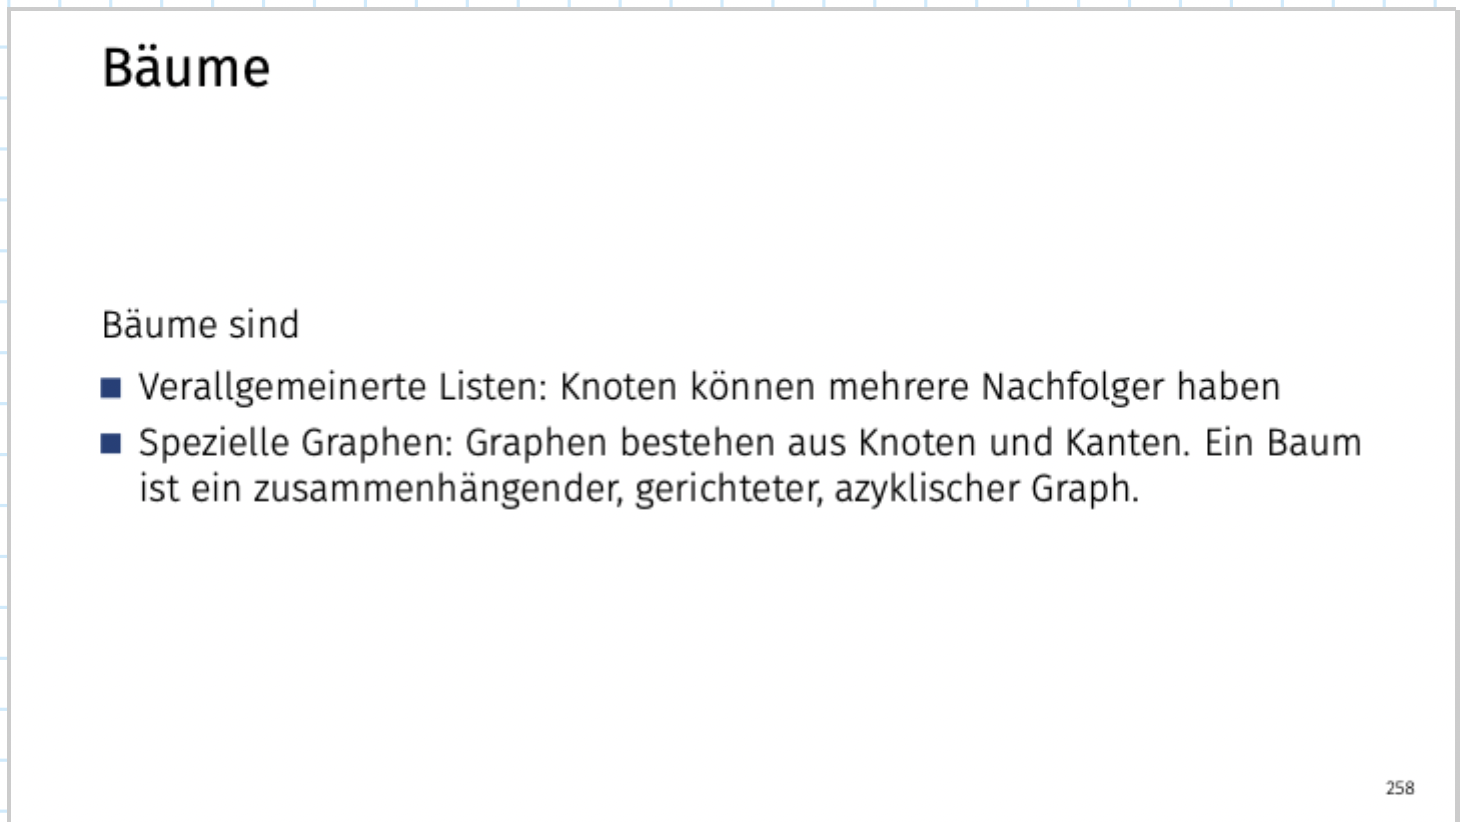 Bäume
Bäume sind
Verallgemeinerte Listen: Knoten können mehrere Nachfolger haben
Spezielle Graphen: Graphen bestehen aus Knoten und Kanten. Ein Baum
ist ein zusammenhängender, gerichteter, azyklischer Graph.
258